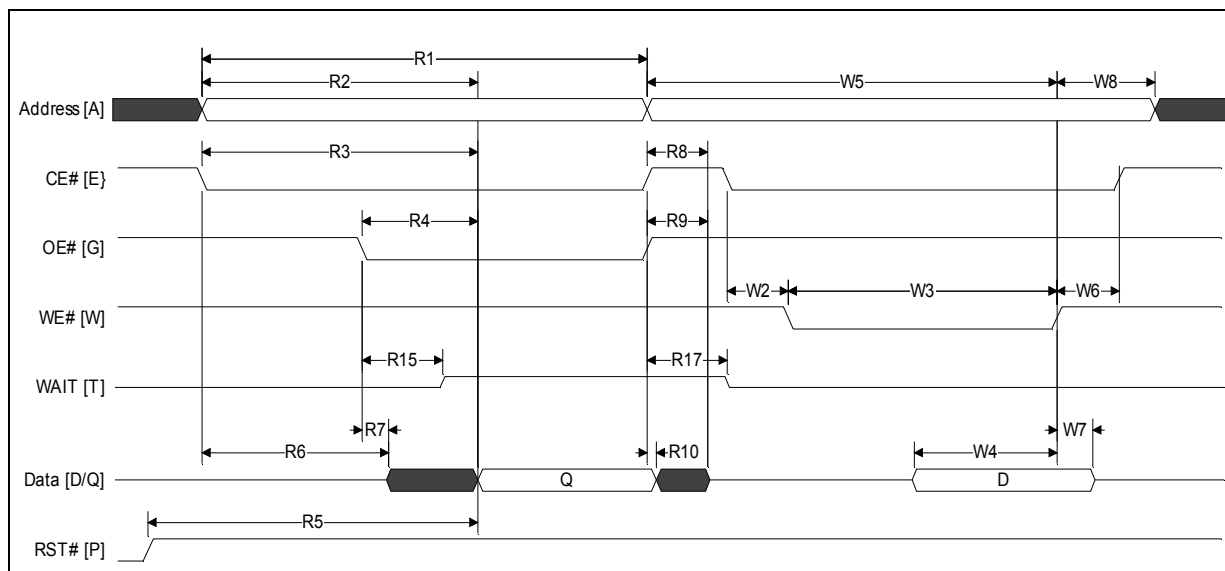 R1
R2
W5
W8
Address [A]
R3
R8
CE# [E}
R4
R9
OE# [G]
W2
W3
W6
WE# [W]
R15
R17
WAIT [T]
R7
R6
R10
W7
W4
Data [D/Q]
Q
D
R5
RST# [P]